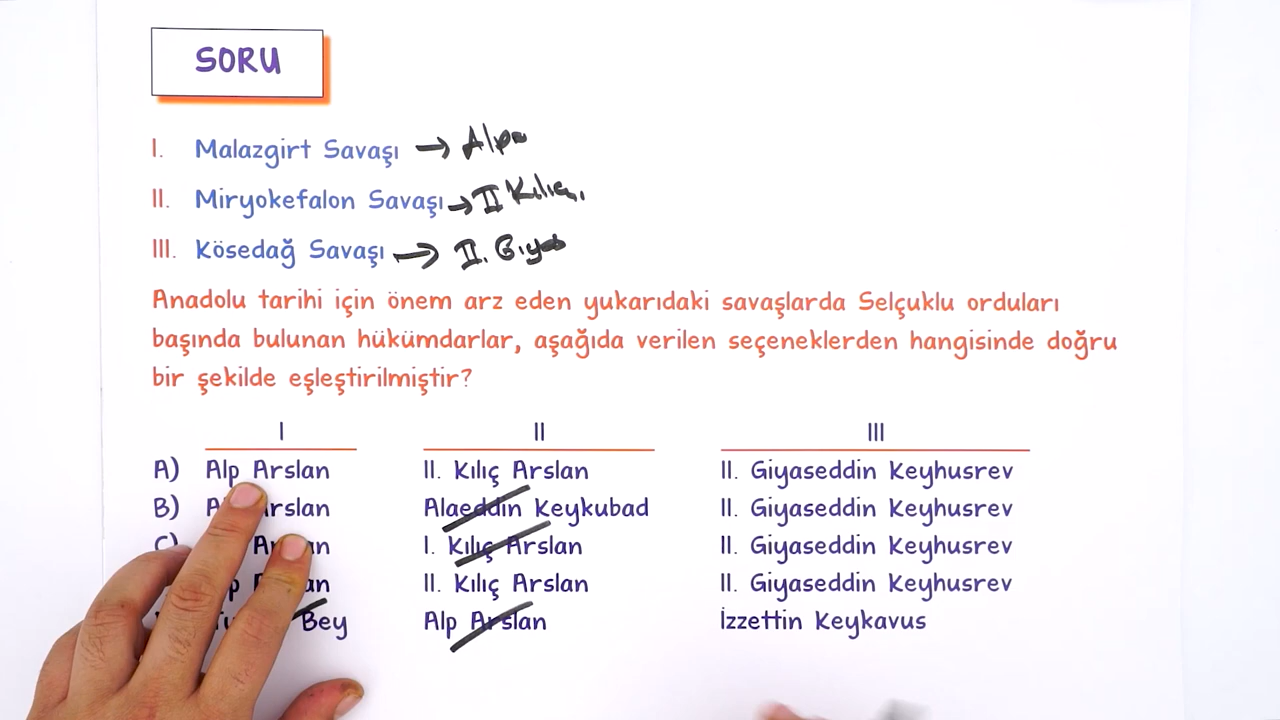 SORU
I. Malazgirt Savaşı → Alp
II. Miryokefalon Savaşı → II Kılıç
III. Kösedağ Savaşı → II. Gıyas
Anadolu tarihi için önem arz eden yukarıdaki savaşlarda Selçuklu orduları
başında bulunan hükümdarlar, aşağıda verilen seçeneklerden hangisinde doğru
bir şekilde eşleştirilmiştir?
I II III
A) Alp Arslan II. Kılıç Arslan II. Giyaseddin Keyhusrev
B) Arslan Alaeddin Keykubad II. Giyaseddin Keyhusrev
C) I. Kılıç Arslan II. Giyaseddin Keyhusrev
II. Kılıç Arslan II. Giyaseddin Keyhusrev
Bey Alp Arslan İzzettin Keykavus